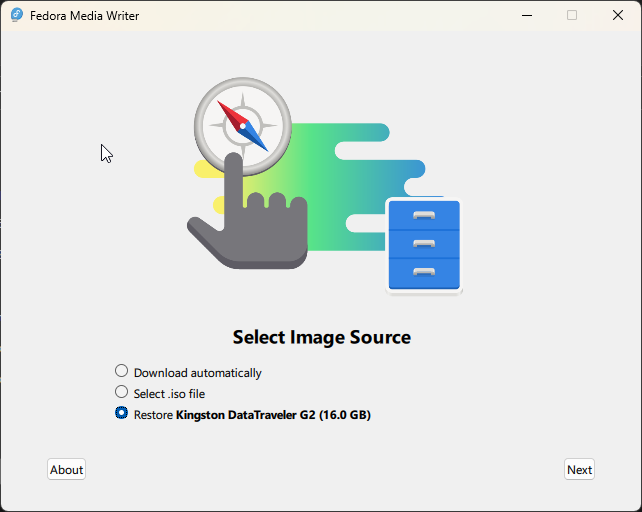 Fedora Media Writer
Select Image Source
Download automatically
Select .iso file
Restore Kingston DataTraveler G2 (16.0 GB)
About
Next